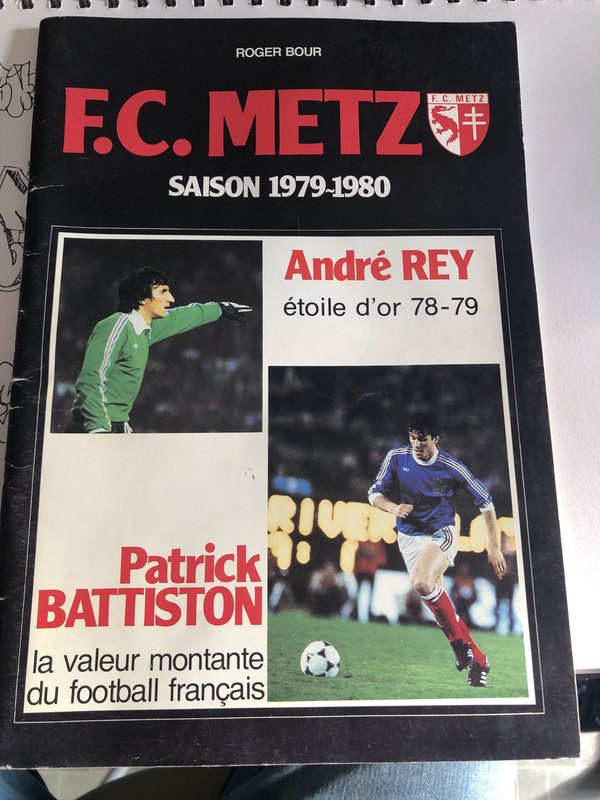 ROGER BOUR
F.C. METZ
F. C. METZ
SAISON 1979~1980
André REY
étoile d'or 78-79
RIVER
Patrick
BATTISTON
la valeur montante
du football français